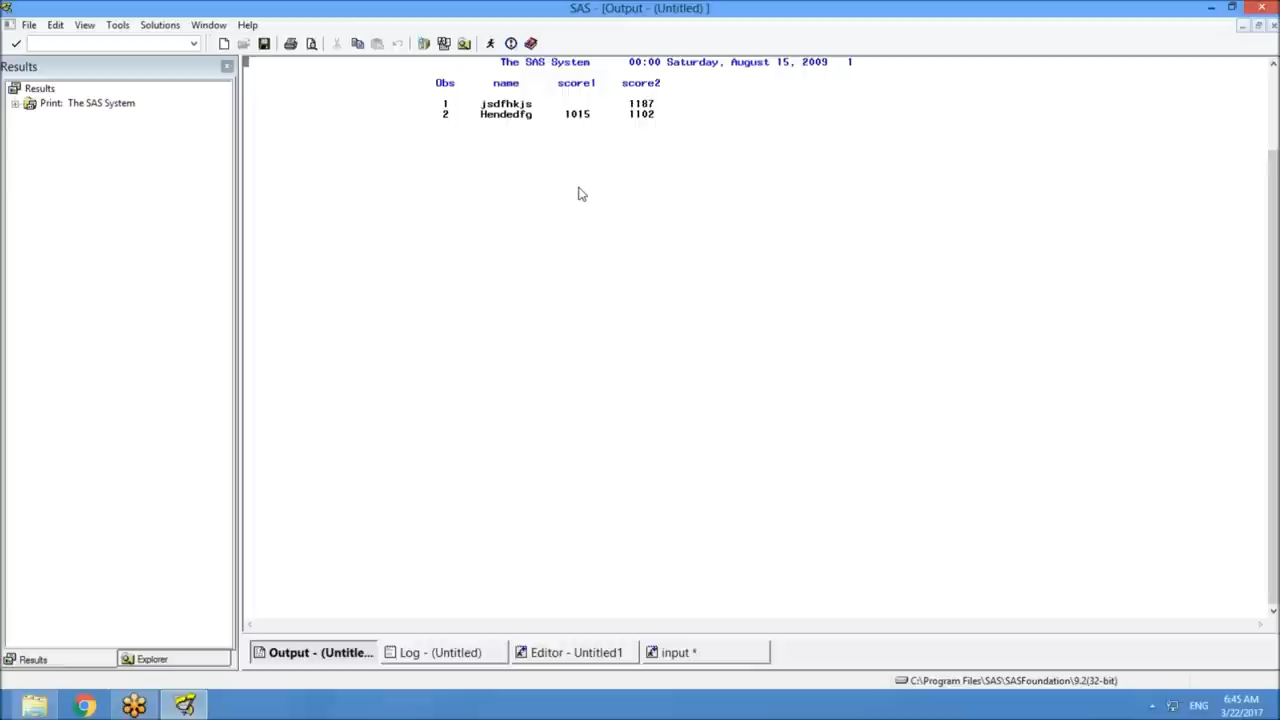 SAS - [Output - (Untitled) ]
File Edit View Tools Solutions Window Help
Results
The SAS System 00:00 Saturday, August 15, 2009 1
Results
Print: The SAS System
Obs name score1 score2
1 jsdfhkjs 1187
2 Hendedfg 1015 1102
Output - (Untitle... Log - (Untitled) Editor - Untitled1 input *
Results Explorer
C:\Program Files\SAS\SASFoundation\9.2(32-bit)
ENG
6:45 AM
3/22/2017